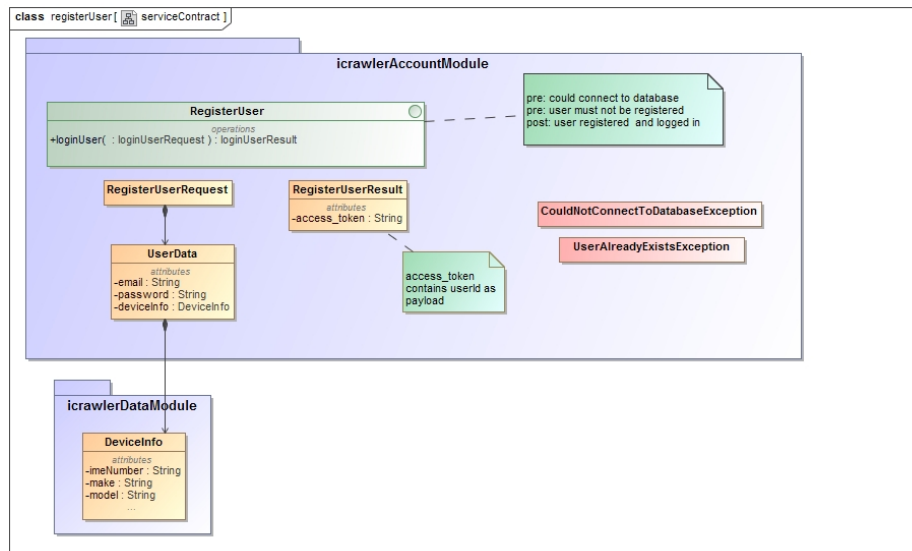 class registerUser [ serviceContract ]
icrawlerAccountModule
RegisterUser
operations
+loginUser( : loginUserRequest ) : loginUserResult
pre: could connect to database
pre: user must not be registered
post: user registered and logged in
RegisterUserRequest
RegisterUserResult
attributes
-access_token : String
CouldNotConnectToDatabaseException
UserAlreadyExistsException
UserData
attributes
-email : String
-password : String
-deviceInfo : DeviceInfo
access_token
contains userId as
payload
icrawlerDataModule
DeviceInfo
attributes
-imeNumber : String
-make : String
-model : String
...